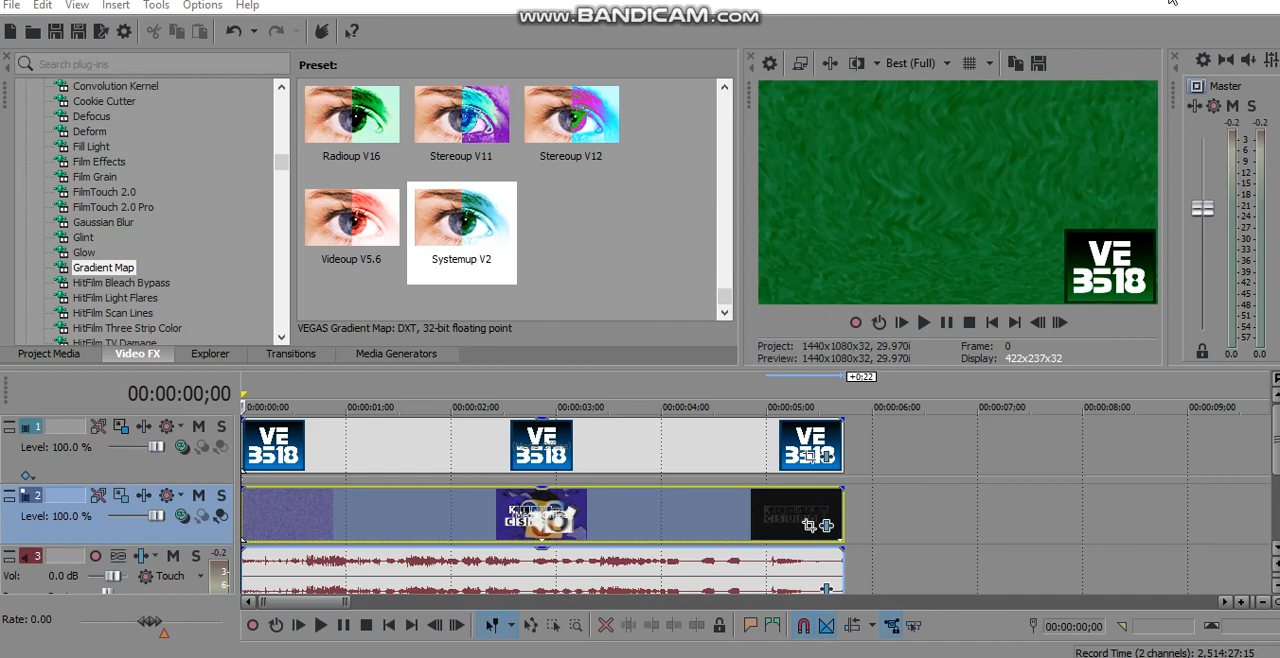 File Edit View Insert Tools Options Help
www.BANDICAM.com
Search plug-ins
Convolution Kernel
Cookie Cutter
Defocus
Deform
Fill Light
Film Effects
Film Grain
FilmTouch 2.0
FilmTouch 2.0 Pro
Gaussian Blur
Glint
Glow
Gradient Map
HitFilm Bleach Bypass
HitFilm Light Flares
HitFilm Scan Lines
HitFilm Three Strip Color
HitFilm TV Damage
Preset:
Radioup V16
Stereoup V11
Stereoup V12
Videoup V5.6
Systemup V2
VEGAS Gradient Map: DXT, 32-bit floating point
Project Media Video FX Explorer Transitions Media Generators
Best (Full)
VE
3518
Project: 1440x1080x32, 29.970i
Preview: 1440x1080x32, 29.970i
Frame: 0
Display: 422x237x32
Master
M S
-0.2 -0.2
3
6
9
12
15
18
21
24
27
30
33
36
39
42
45
48
51
54
57
0.0 0.0
+0;22
00:00:00;00
0:00:00:00 00:00:01;00 00:00:02;00 00:00:03;00 00:00:04;00 00:00:05;00 00:00:06;00 00:00:07;00 00:00:08;00 00:00:09;00
1 M S
Level: 100.0 %
VE
3518
VE
3518
VE
3518
2 M S
Level: 100.0 %
3 M S -0.2
Vol: 0.0 dB Touch
3
6
Rate: 0.00
00:00:00;00
Record Time (2 channels): 2,514:27:15